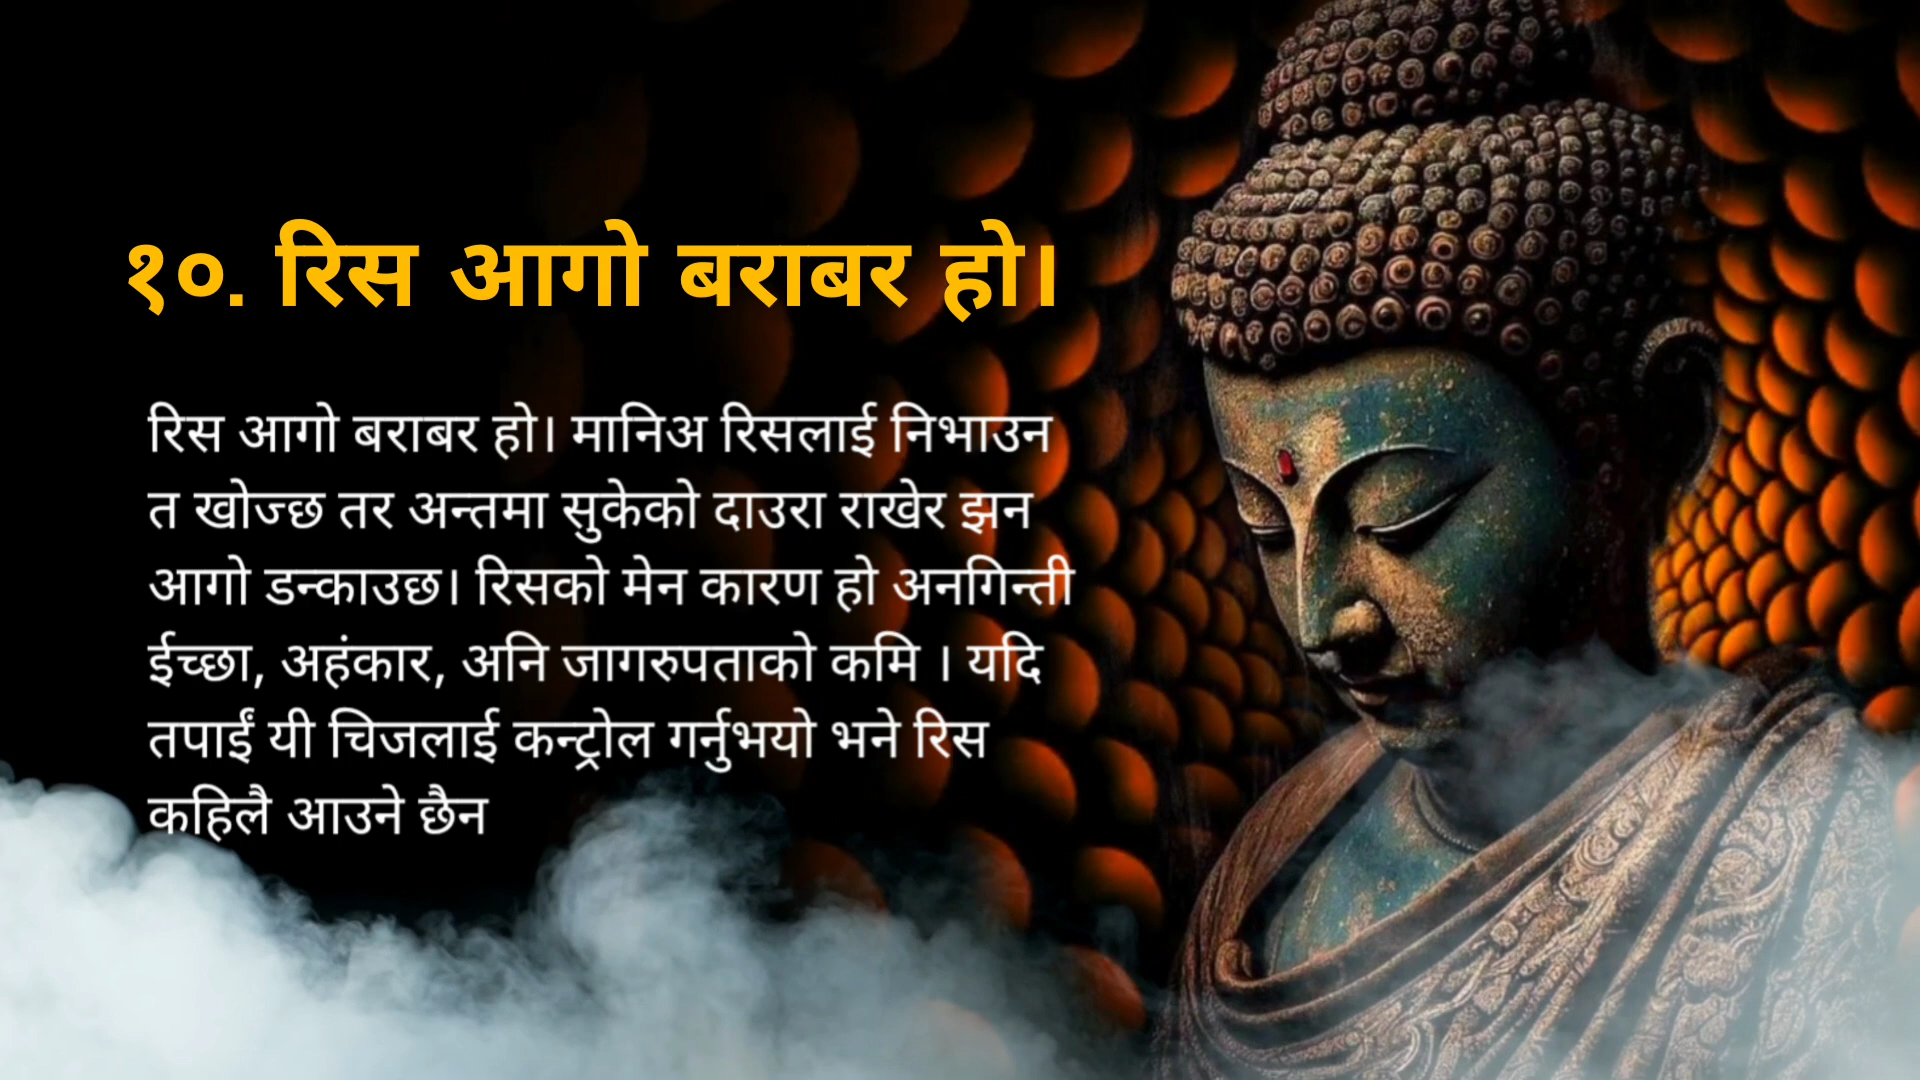 १०. रिस आगो बराबर हो।
रिस आगो बराबर हो। मानिअ रिसलाई निभाउन
त खोज्छ तर अन्तमा सुकेको दाउरा राखेर झन
आगो डन्काउछ। रिसको मेन कारण हो अनगिन्ती
ईच्छा, अहंकार, अनि जागरुपताको कमि । यदि
तपाईं यी चिजलाई कन्ट्रोल गर्नुभयो भने रिस
कहिलै आउने छैन